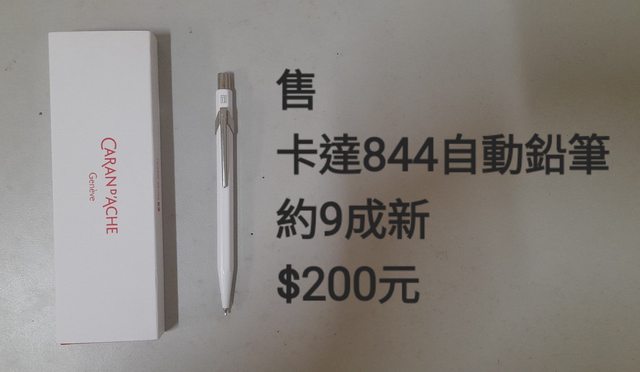 CARAN D'ACHE
Genève
售
卡達844自動鉛筆
約9成新
$200元